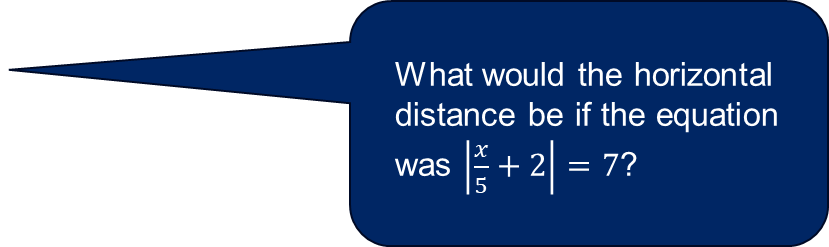 What would the horizontal
distance be if the equation
was |x/5 + 2| = 7?